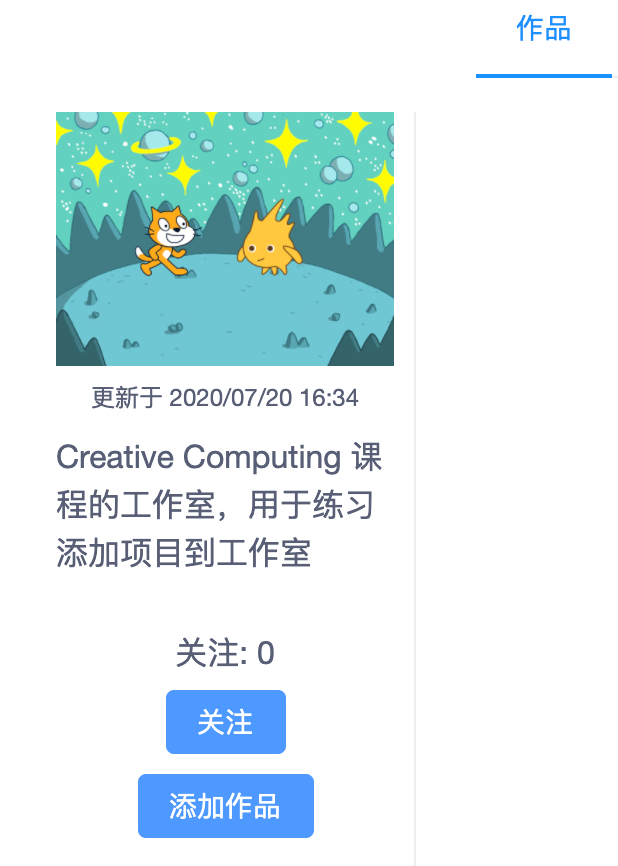 作品
更新于 2020/07/20 16:34
Creative Computing 课
程的工作室，用于练习
添加项目到工作室
关注: 0
关注
添加作品